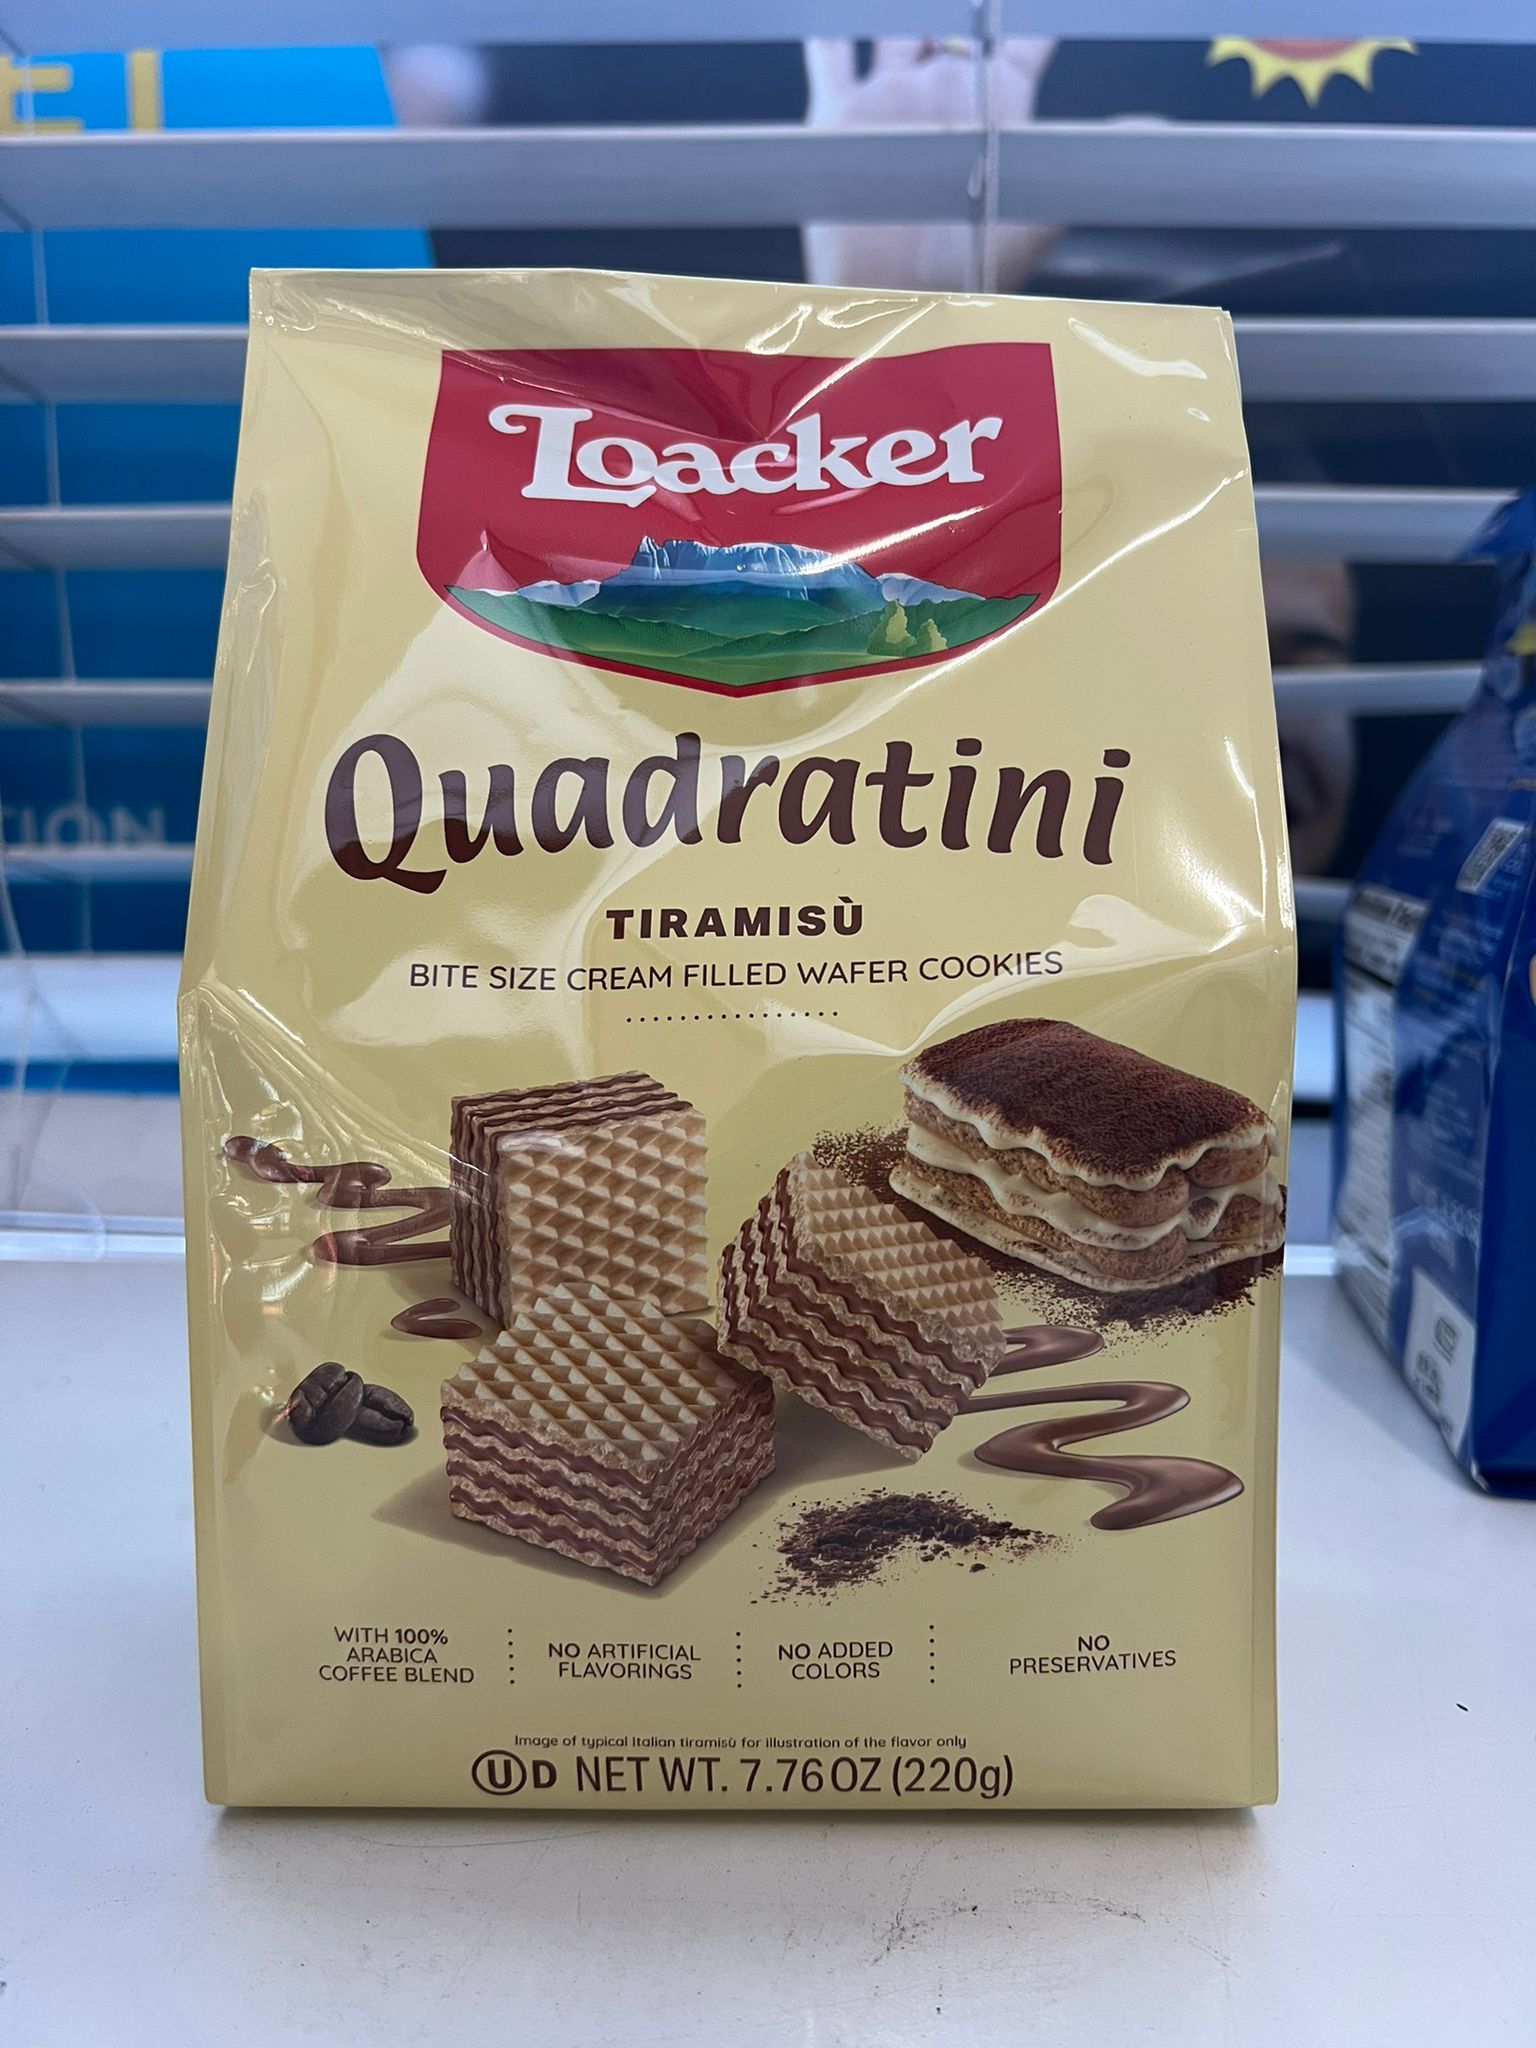 Loacker
Quadratini
TIRAMISÙ
BITE SIZE CREAM FILLED WAFER COOKIES
WITH 100%
ARABICA
COFFEE BLEND
NO ARTIFICIAL
FLAVORINGS
NO ADDED
COLORS
NO
PRESERVATIVES
Image of typical Italian tiramisù for illustration of the flavor only
U D NET WT. 7.76 OZ (220g)